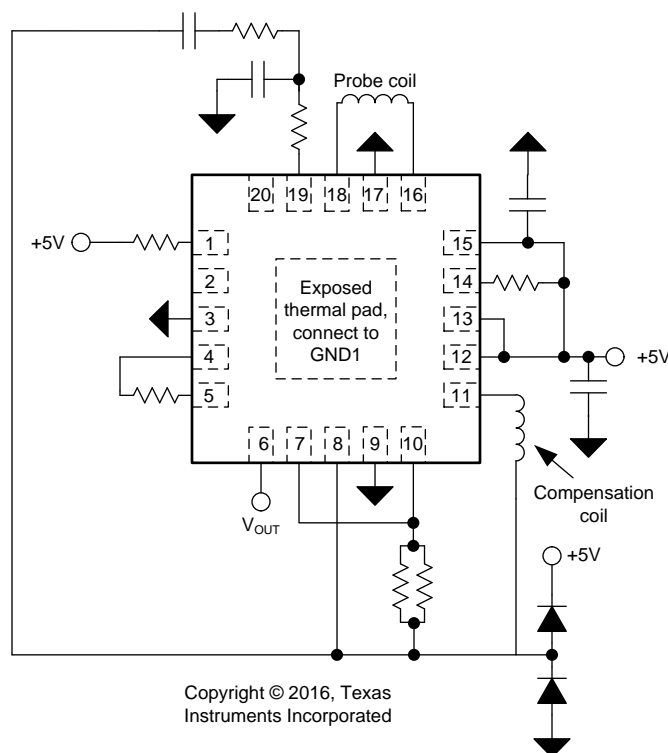 Probe coil
20
19
18
17
16
+5V
1
2
3
4
5
15
14
13
12
11
Exposed
thermal pad,
connect to
GND1
+5V
6
7
8
9
10
VOUT
Compensation
coil
+5V
Copyright © 2016, Texas
Instruments Incorporated